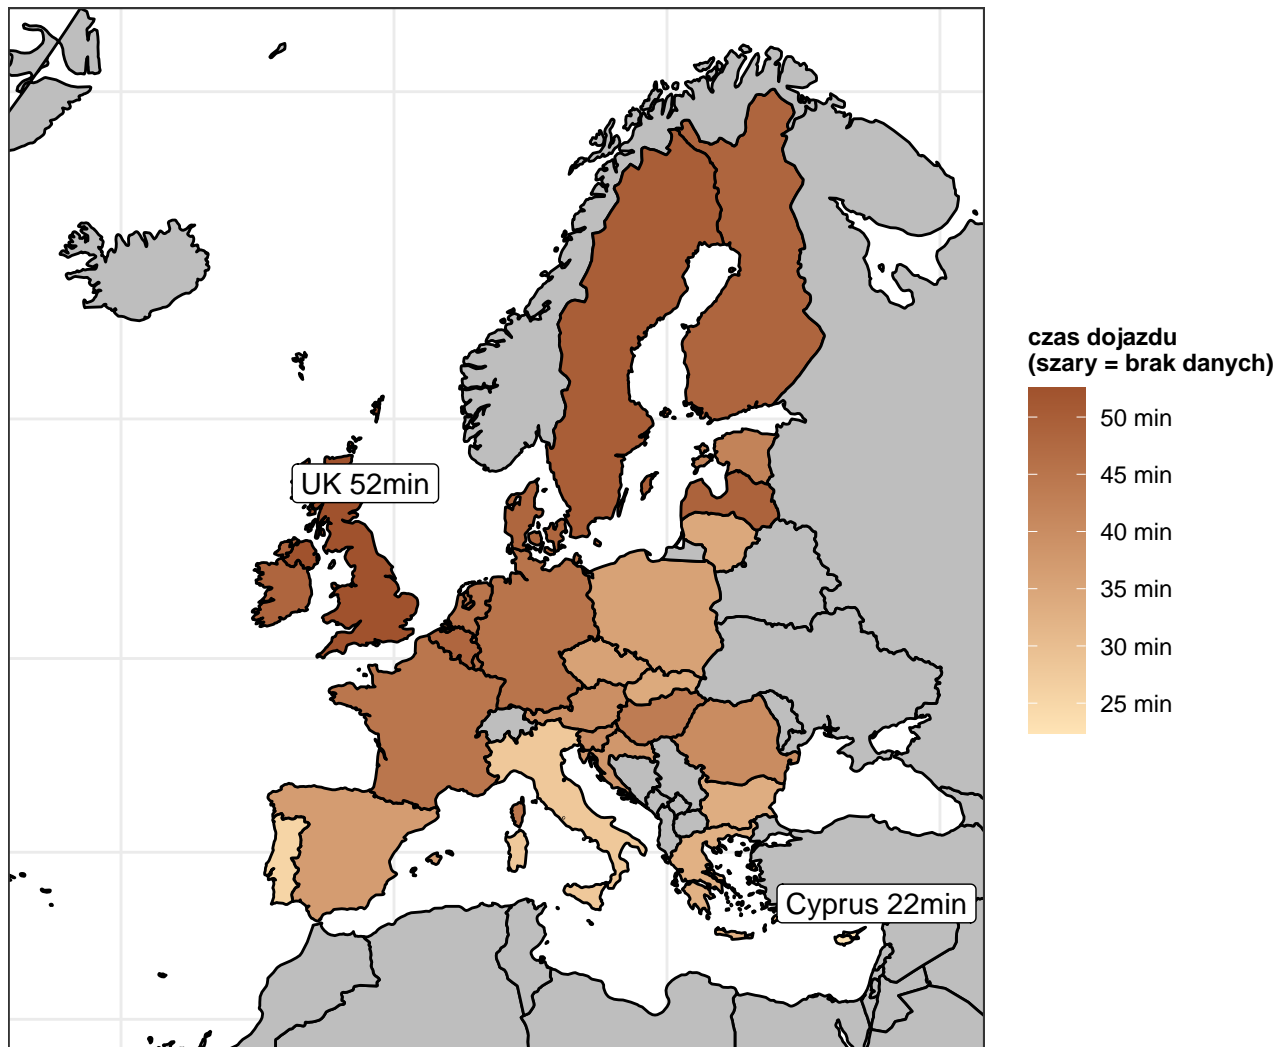 UK 52min
Cyprus 22min
czas dojazdu
(szary = brak danych)
50 min
45 min
40 min
35 min
30 min
25 min